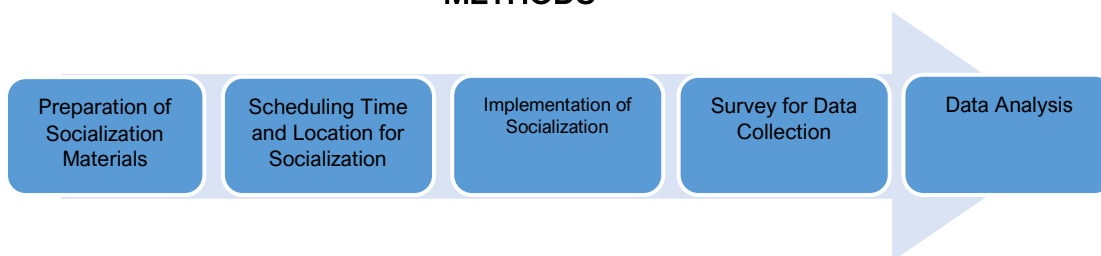 METHODS
Preparation of
Socialization
Materials
Scheduling Time
and Location for
Socialization
Implementation of
Socialization
Survey for Data
Collection
Data Analysis